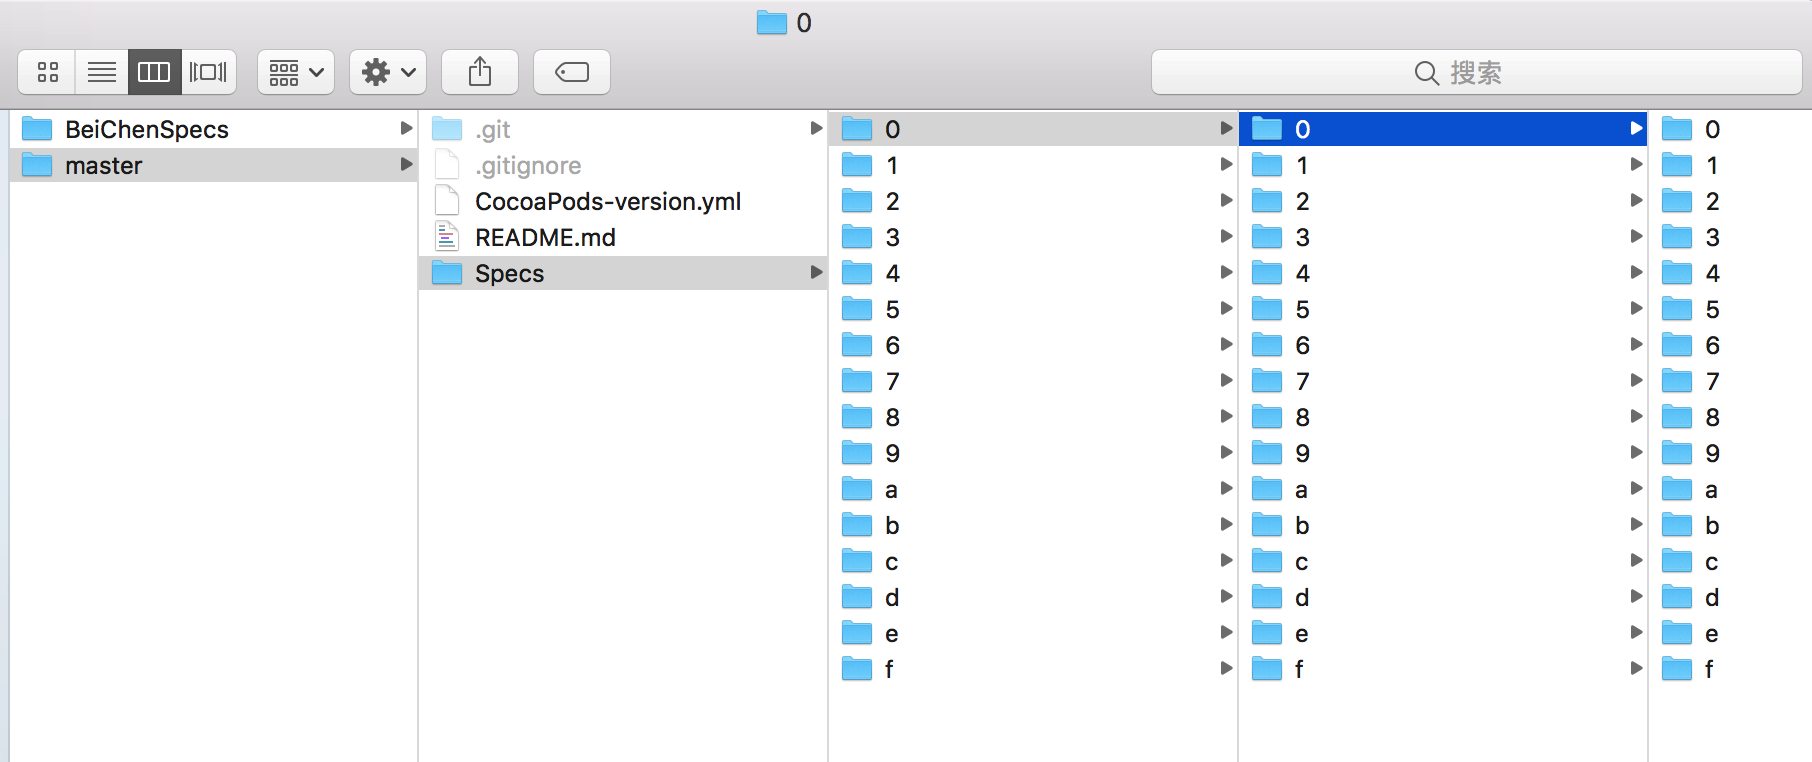 0
搜索
BeiChenSpecs
master
.git
.gitignore
CocoaPods-version.yml
README.md
Specs
0
1
2
3
4
5
6
7
8
9
a
b
c
d
e
f
0
1
2
3
4
5
6
7
8
9
a
b
c
d
e
f
0
1
2
3
4
5
6
7
8
9
a
b
c
d
e
f